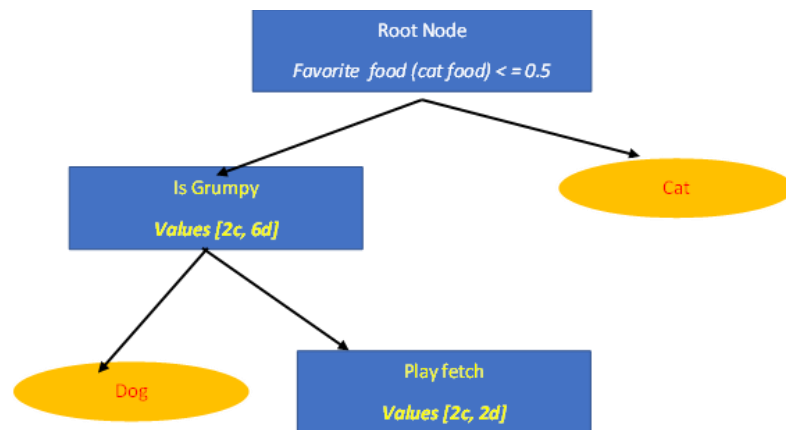 Root Node
Favorite food (cat food) < = 0.5
Is Grumpy
Values [2c, 6d]
Cat
Dog
Play fetch
Values [2c, 2d]